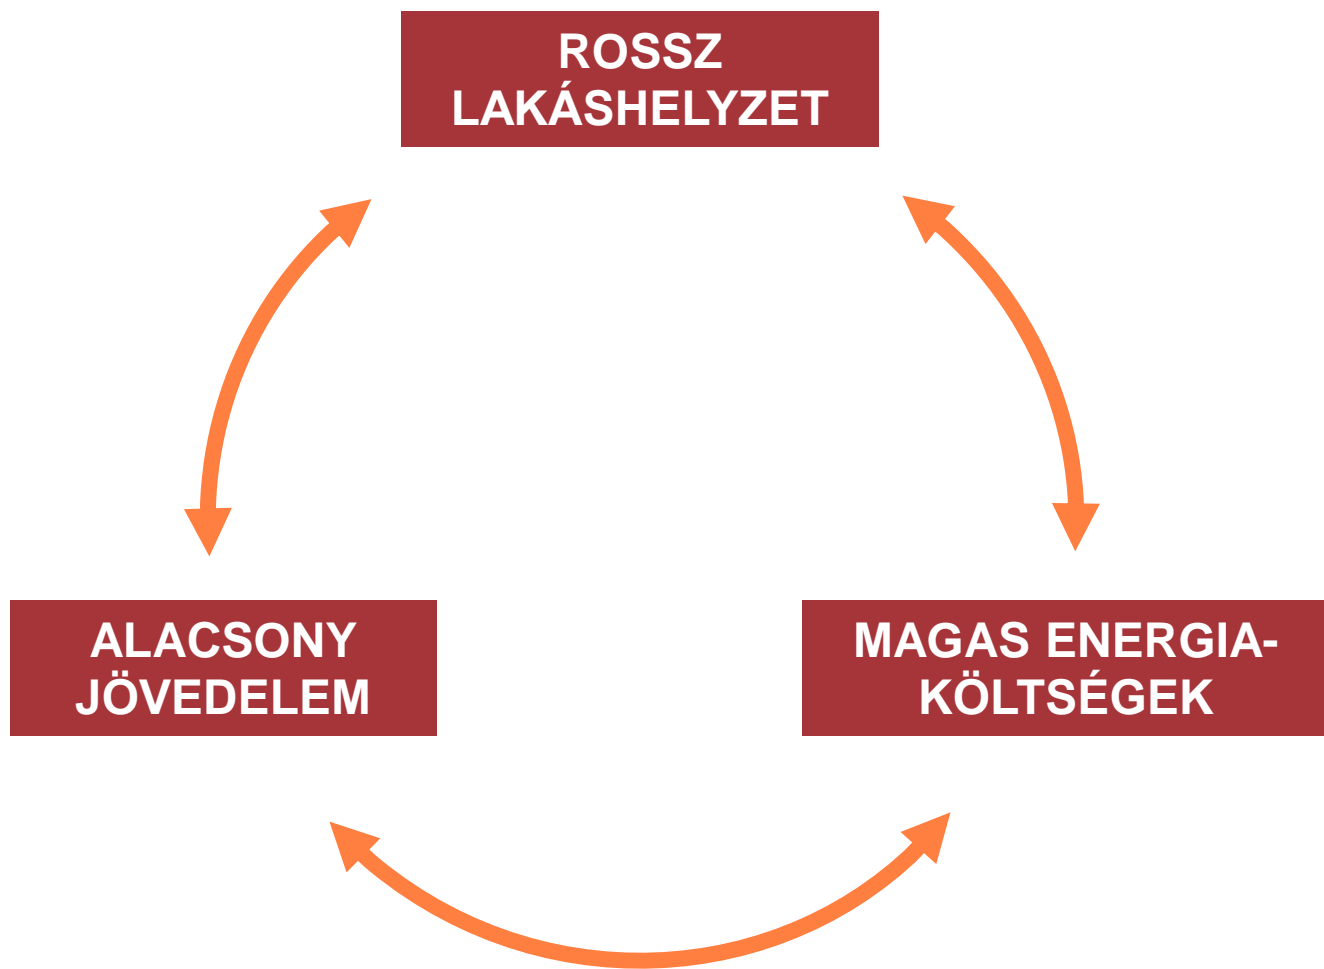 ROSSZ
LAKÁSHELYZET
ALACSONY
JÖVEDELEM
MAGAS ENERGIA-
KÖLTSÉGEK